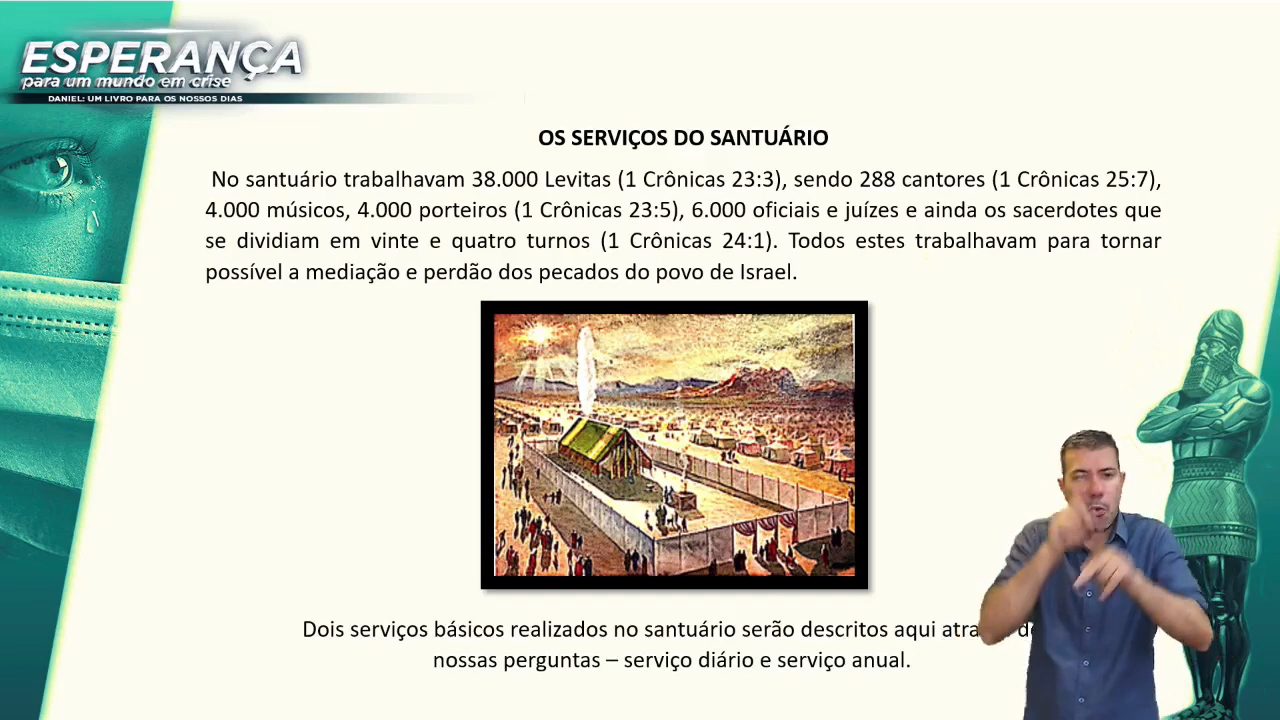 ESPERANÇA
para um mundo em crise
DANIEL: UM LIVRO PARA OS NOSSOS DIAS
OS SERVIÇOS DO SANTUÁRIO
No santuário trabalhavam 38.000 Levitas (1 Crônicas 23:3), sendo 288 cantores (1 Crônicas 25:7),
4.000 músicos, 4.000 porteiros (1 Crônicas 23:5), 6.000 oficiais e juízes e ainda os sacerdotes que
se dividiam em vinte e quatro turnos (1 Crônicas 24:1). Todos estes trabalhavam para tornar
possível a mediação e perdão dos pecados do povo de Israel.
Dois serviços básicos realizados no santuário serão descritos aqui
nossas perguntas – serviço diário e serviço anual.